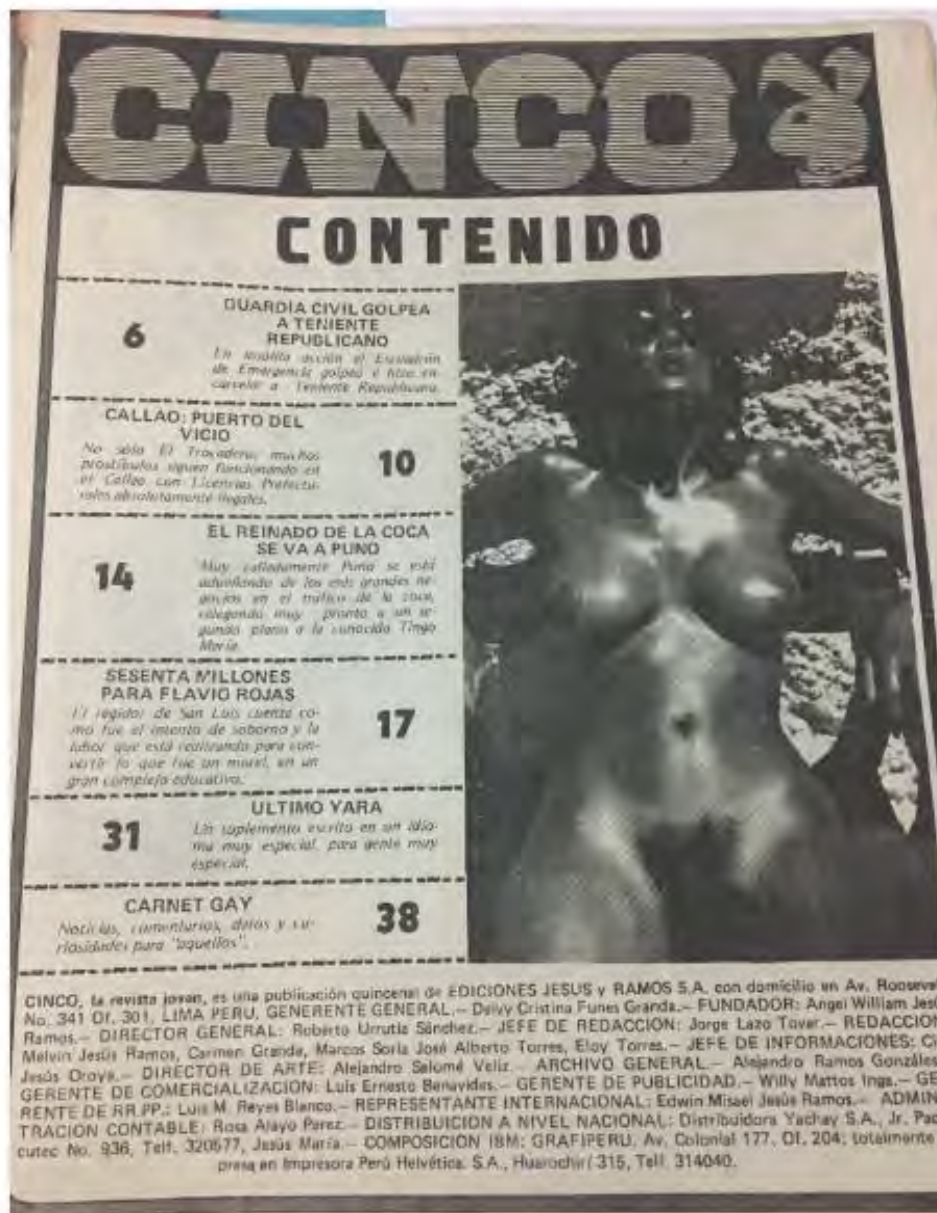 CINCO
CONTENIDO
6
GUARDIA CIVIL GOLPEA
A TENIENTE
REPUBLICANO
En insólita acción el Escuadrón
de Emergencia golpeó e hizo en-
carcelar a Teniente Republicano.
CALLAO: PUERTO DEL
VICIO
No sólo El Trocadero, muchos
prostíbulos siguen funcionando en
el Callao con Licencias Prefectu-
rales absolutamente ilegales.
10
14
EL REINADO DE LA COCA
SE VA A PUNO
Muy calladamente Puno se está
adueñando de los más grandes ne-
gocios en el tráfico de la coca,
relegando muy pronto a un se-
gundo plano a la conocida Tingo
María.
SESENTA MILLONES
PARA FLAVIO ROJAS
El regidor de San Luis cuenta co-
mo fue el intento de soborno y la
labor que está realizando para con-
vertir lo que fue un motel, en un
gran complejo educativo.
17
31
ULTIMO YARA
Un suplemento escrito en un idio-
ma muy especial, para gente muy
especial.
CARNET GAY
Noticias, comentarios, datos y cu-
riosidades para "aquellos".
38
CINCO, la revista joven, es una publicación quincenal de EDICIONES JESUS y RAMOS S.A. con domicilio en Av. Roosevel
No. 341 Of. 301, LIMA PERU, GENERENTE GENERAL.— Deivy Cristina Funes Granda.— FUNDADOR: Angel William Jesú
Ramos.— DIRECTOR GENERAL: Roberto Urrutia Sánchez.— JEFE DE REDACCION: Jorge Lazo Tovar.— REDACCION
Melvin Jesús Ramos, Carmen Granda, Marcos Soria José Alberto Torres, Eloy Torres.— JEFE DE INFORMACIONES:
Jesús Oroya.— DIRECTOR DE ARTE: Alejandro Salomé Veliz.— ARCHIVO GENERAL.— Alejandro Ramos Gonzáles
GERENTE DE COMERCIALIZACION: Luis Ernesto Benavides.— GERENTE DE PUBLICIDAD.— Willy Mattos Inga.— GE
RENTE DE RR.PP.: Luis M. Reyes Blanco.— REPRESENTANTE INTERNACIONAL: Edwin Misael Jesús Ramos.— ADMIN
TRACION CONTABLE: Rosa Alayo Perez.— DISTRIBUICION A NIVEL NACIONAL: Distribuidora Yachay S.A., Jr. Pac
cutec No. 936, Telf. 320577, Jesús María.— COMPOSICION IBM: GRAFIPERU, Av. Colonial 177, Of. 204; totalmente
presa en Impresora Perú Helvética, S.A., Huarochirí 315, Telf. 314040.